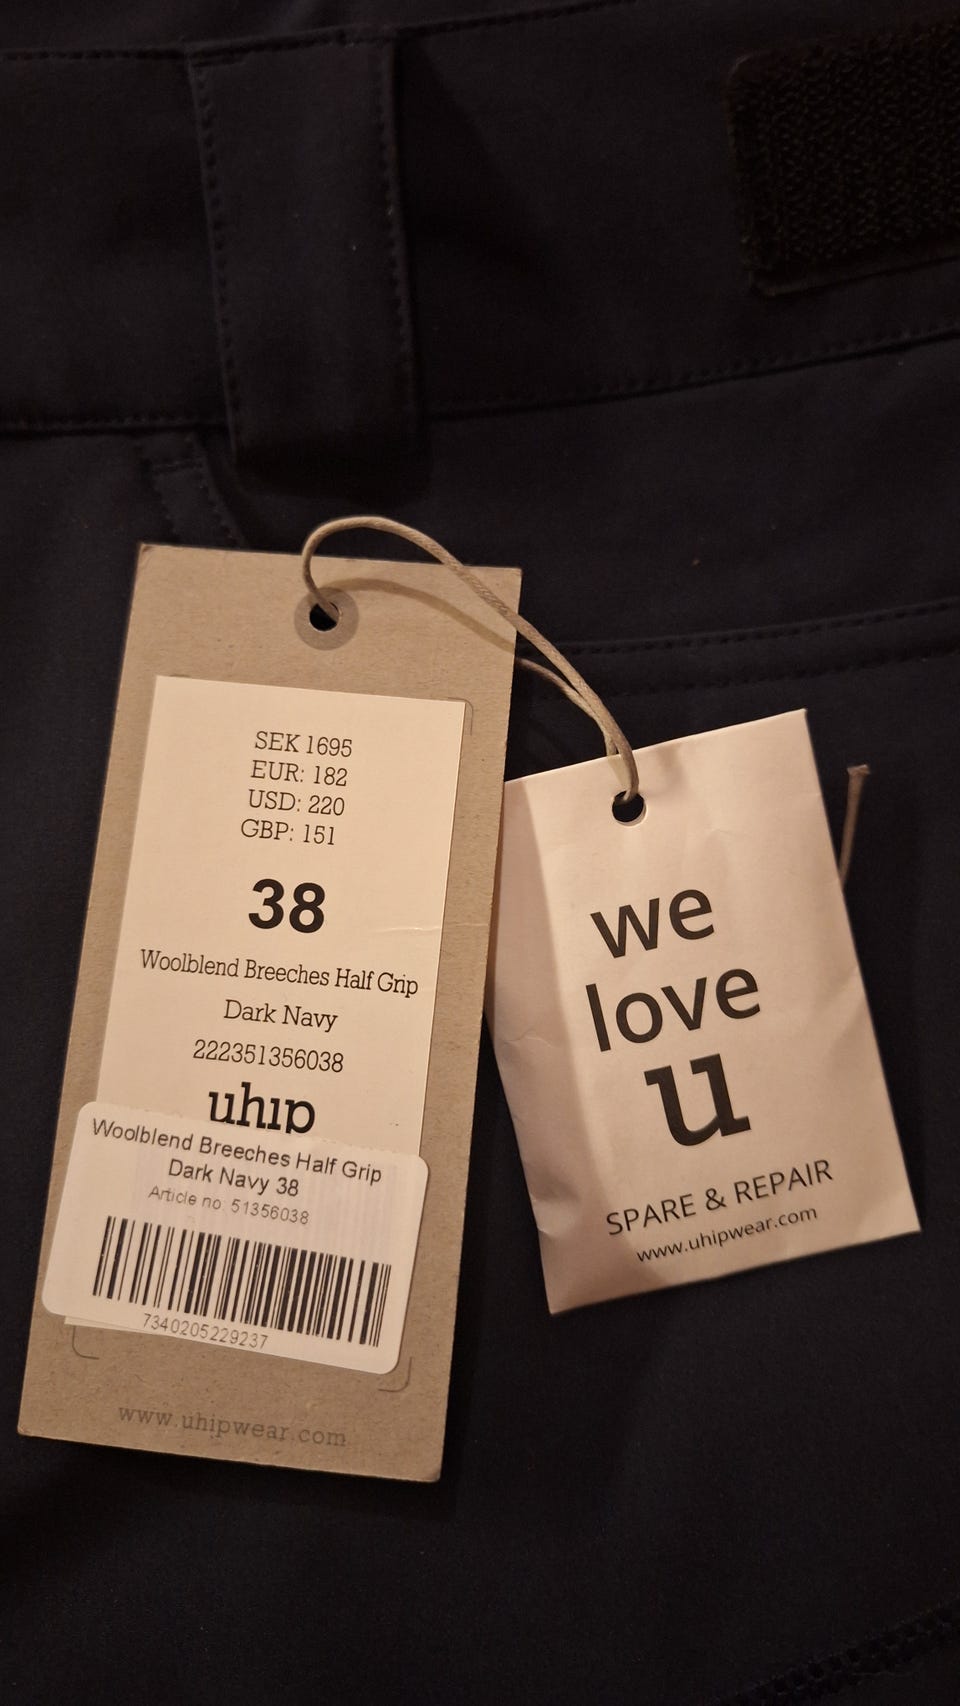 SEK 1695
EUR: 182
USD: 220
GBP: 151
38
Woolblend Breeches Half Grip
Dark Navy
222351356038
uhip
Woolblend Breeches Half Grip
Dark Navy 38
Article no. 51356038
7340205229237
www.uhipwear.com
we
love
u
SPARE & REPAIR
www.uhipwear.com